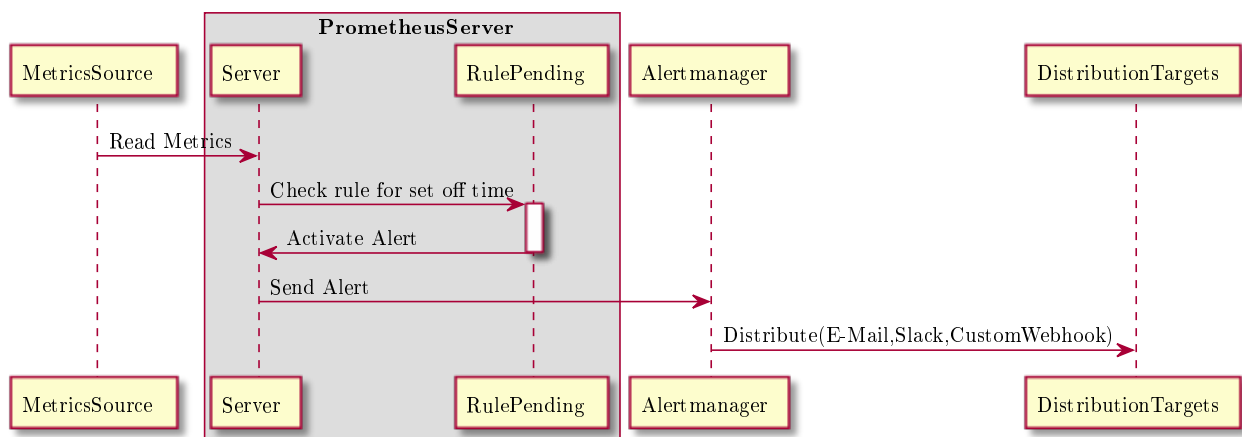 PrometheusServer
MetricsSource
Server
RulePending
Alertmanager
DistributionTargets
Read Metrics
Check rule for set off time
Activate Alert
Send Alert
Distribute(E-Mail,Slack,CustomWebhook)
MetricsSource
Server
RulePending
Alertmanager
DistributionTargets